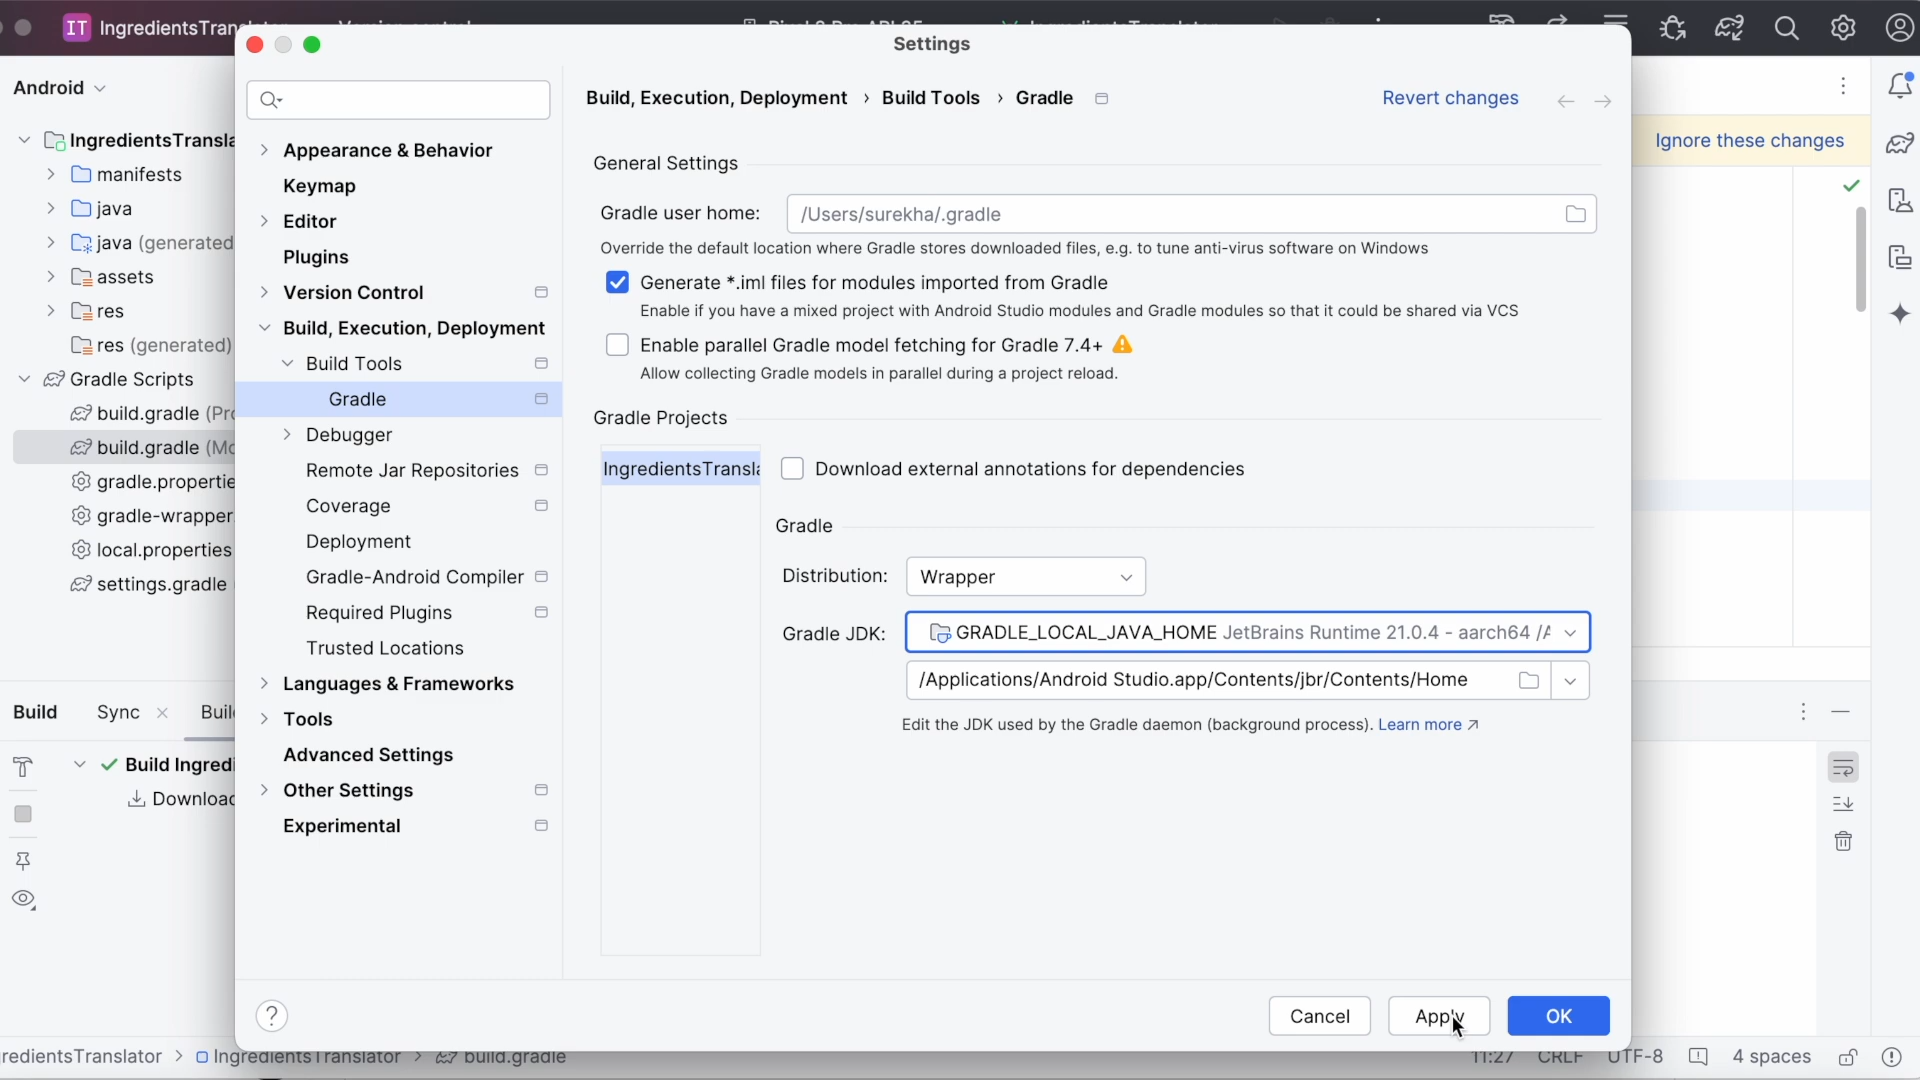 IT IngredientsTran
Settings
Android
Build, Execution, Deployment › Build Tools › Gradle
Revert changes
IngredientsTransla
Ignore these changes
manifests
java
java (generated
assets
res
res (generated)
Gradle Scripts
build.gradle (Pro
build.gradle (Mo
gradle.propertie
gradle-wrapper.
local.properties
settings.gradle
Appearance & Behavior
Keymap
Editor
Plugins
Version Control
Build, Execution, Deployment
Build Tools
Gradle
Debugger
Remote Jar Repositories
Coverage
Deployment
Gradle-Android Compiler
Required Plugins
Trusted Locations
Languages & Frameworks
Tools
Advanced Settings
Other Settings
Experimental
General Settings
Gradle user home: /Users/surekha/.gradle
Override the default location where Gradle stores downloaded files, e.g. to tune anti-virus software on Windows
Generate *.iml files for modules imported from Gradle
Enable if you have a mixed project with Android Studio modules and Gradle modules so that it could be shared via VCS
Enable parallel Gradle model fetching for Gradle 7.4+
Allow collecting Gradle models in parallel during a project reload.
Gradle Projects
IngredientsTransla
Download external annotations for dependencies
Gradle
Distribution: Wrapper
Gradle JDK: GRADLE_LOCAL_JAVA_HOME JetBrains Runtime 21.0.4 - aarch64 /A
/Applications/Android Studio.app/Contents/jbr/Contents/Home
Edit the JDK used by the Gradle daemon (background process). Learn more ↗
Build Sync Buil
Build Ingredi
Downloac
? Cancel Apply OK
redientsTranslator › IngredientsTranslator › build.gradle
11:27 CRLF UTF-8 4 spaces